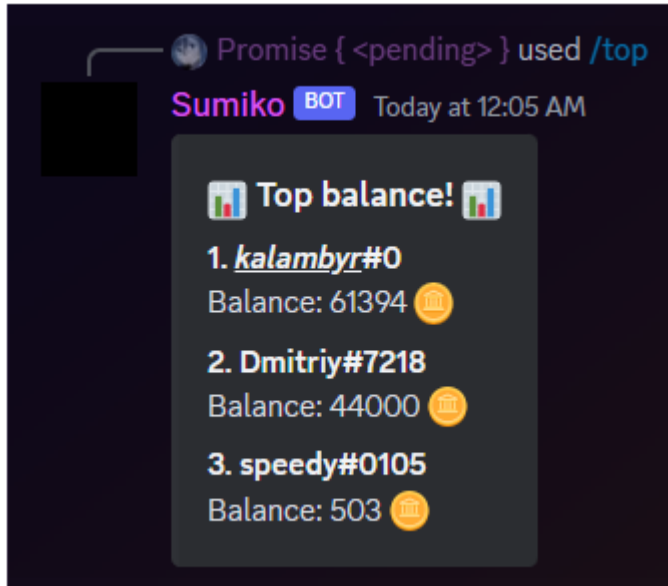 Promise { <pending> } used /top
Sumiko BOT Today at 12:05 AM
Top balance!
1. kalambyr#0
Balance: 61394
2. Dmitriy#7218
Balance: 44000
3. speedy#0105
Balance: 503